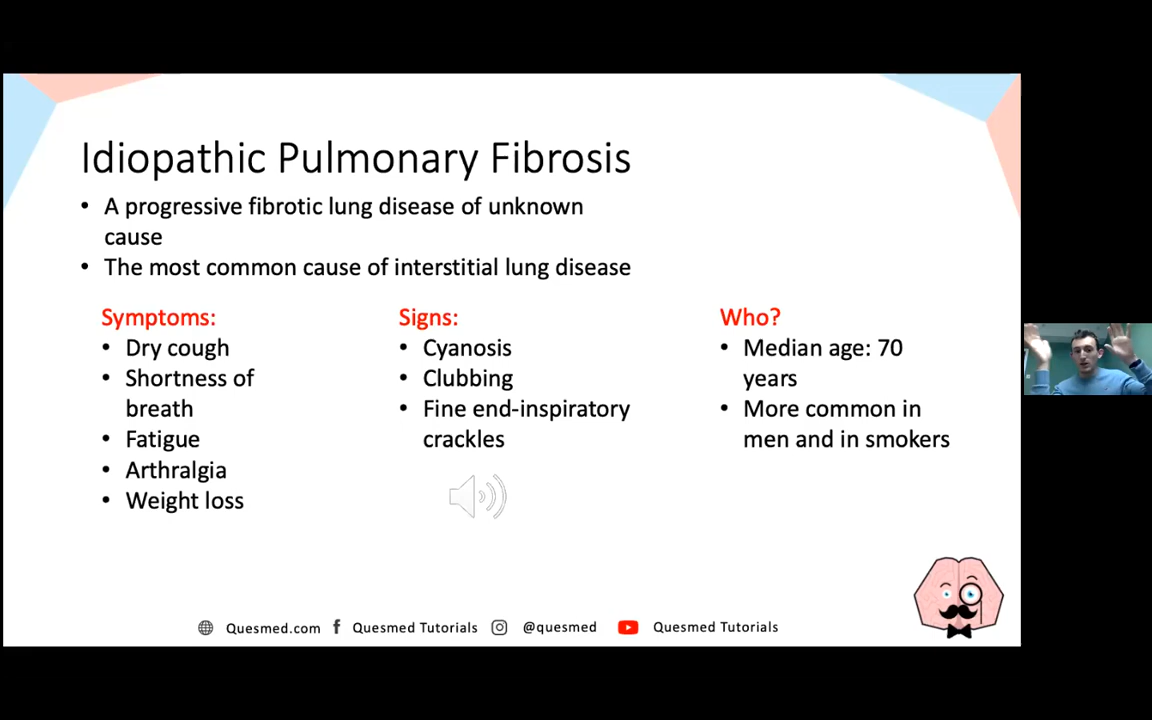 Idiopathic Pulmonary Fibrosis
• A progressive fibrotic lung disease of unknown
cause
• The most common cause of interstitial lung disease
Symptoms:
• Dry cough
• Shortness of
breath
• Fatigue
• Arthralgia
• Weight loss
Signs:
• Cyanosis
• Clubbing
• Fine end-inspiratory
crackles
Who?
• Median age: 70
years
• More common in
men and in smokers
Quesmed.com Quesmed Tutorials @quesmed Quesmed Tutorials